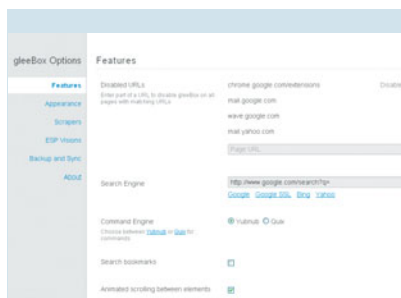 gleeBox Options
Features
Appearance
Scrapers
ESP Visions
Backup and Sync
About
Features
Disabled URLs
Enter part of a URL to disable gleeBox on all
pages with matching URLs
chrome.google.com/extensions
mail.google.com
wave.google.com
mail.yahoo.com
Page URL
Disable
Search Engine
http://www.google.com/search?q=
Google Google SSL Bing Yahoo
Command Engine
Choose between Yubnub or Quix for
commands
Yubnub Quix
Search bookmarks
Animated scrolling between elements